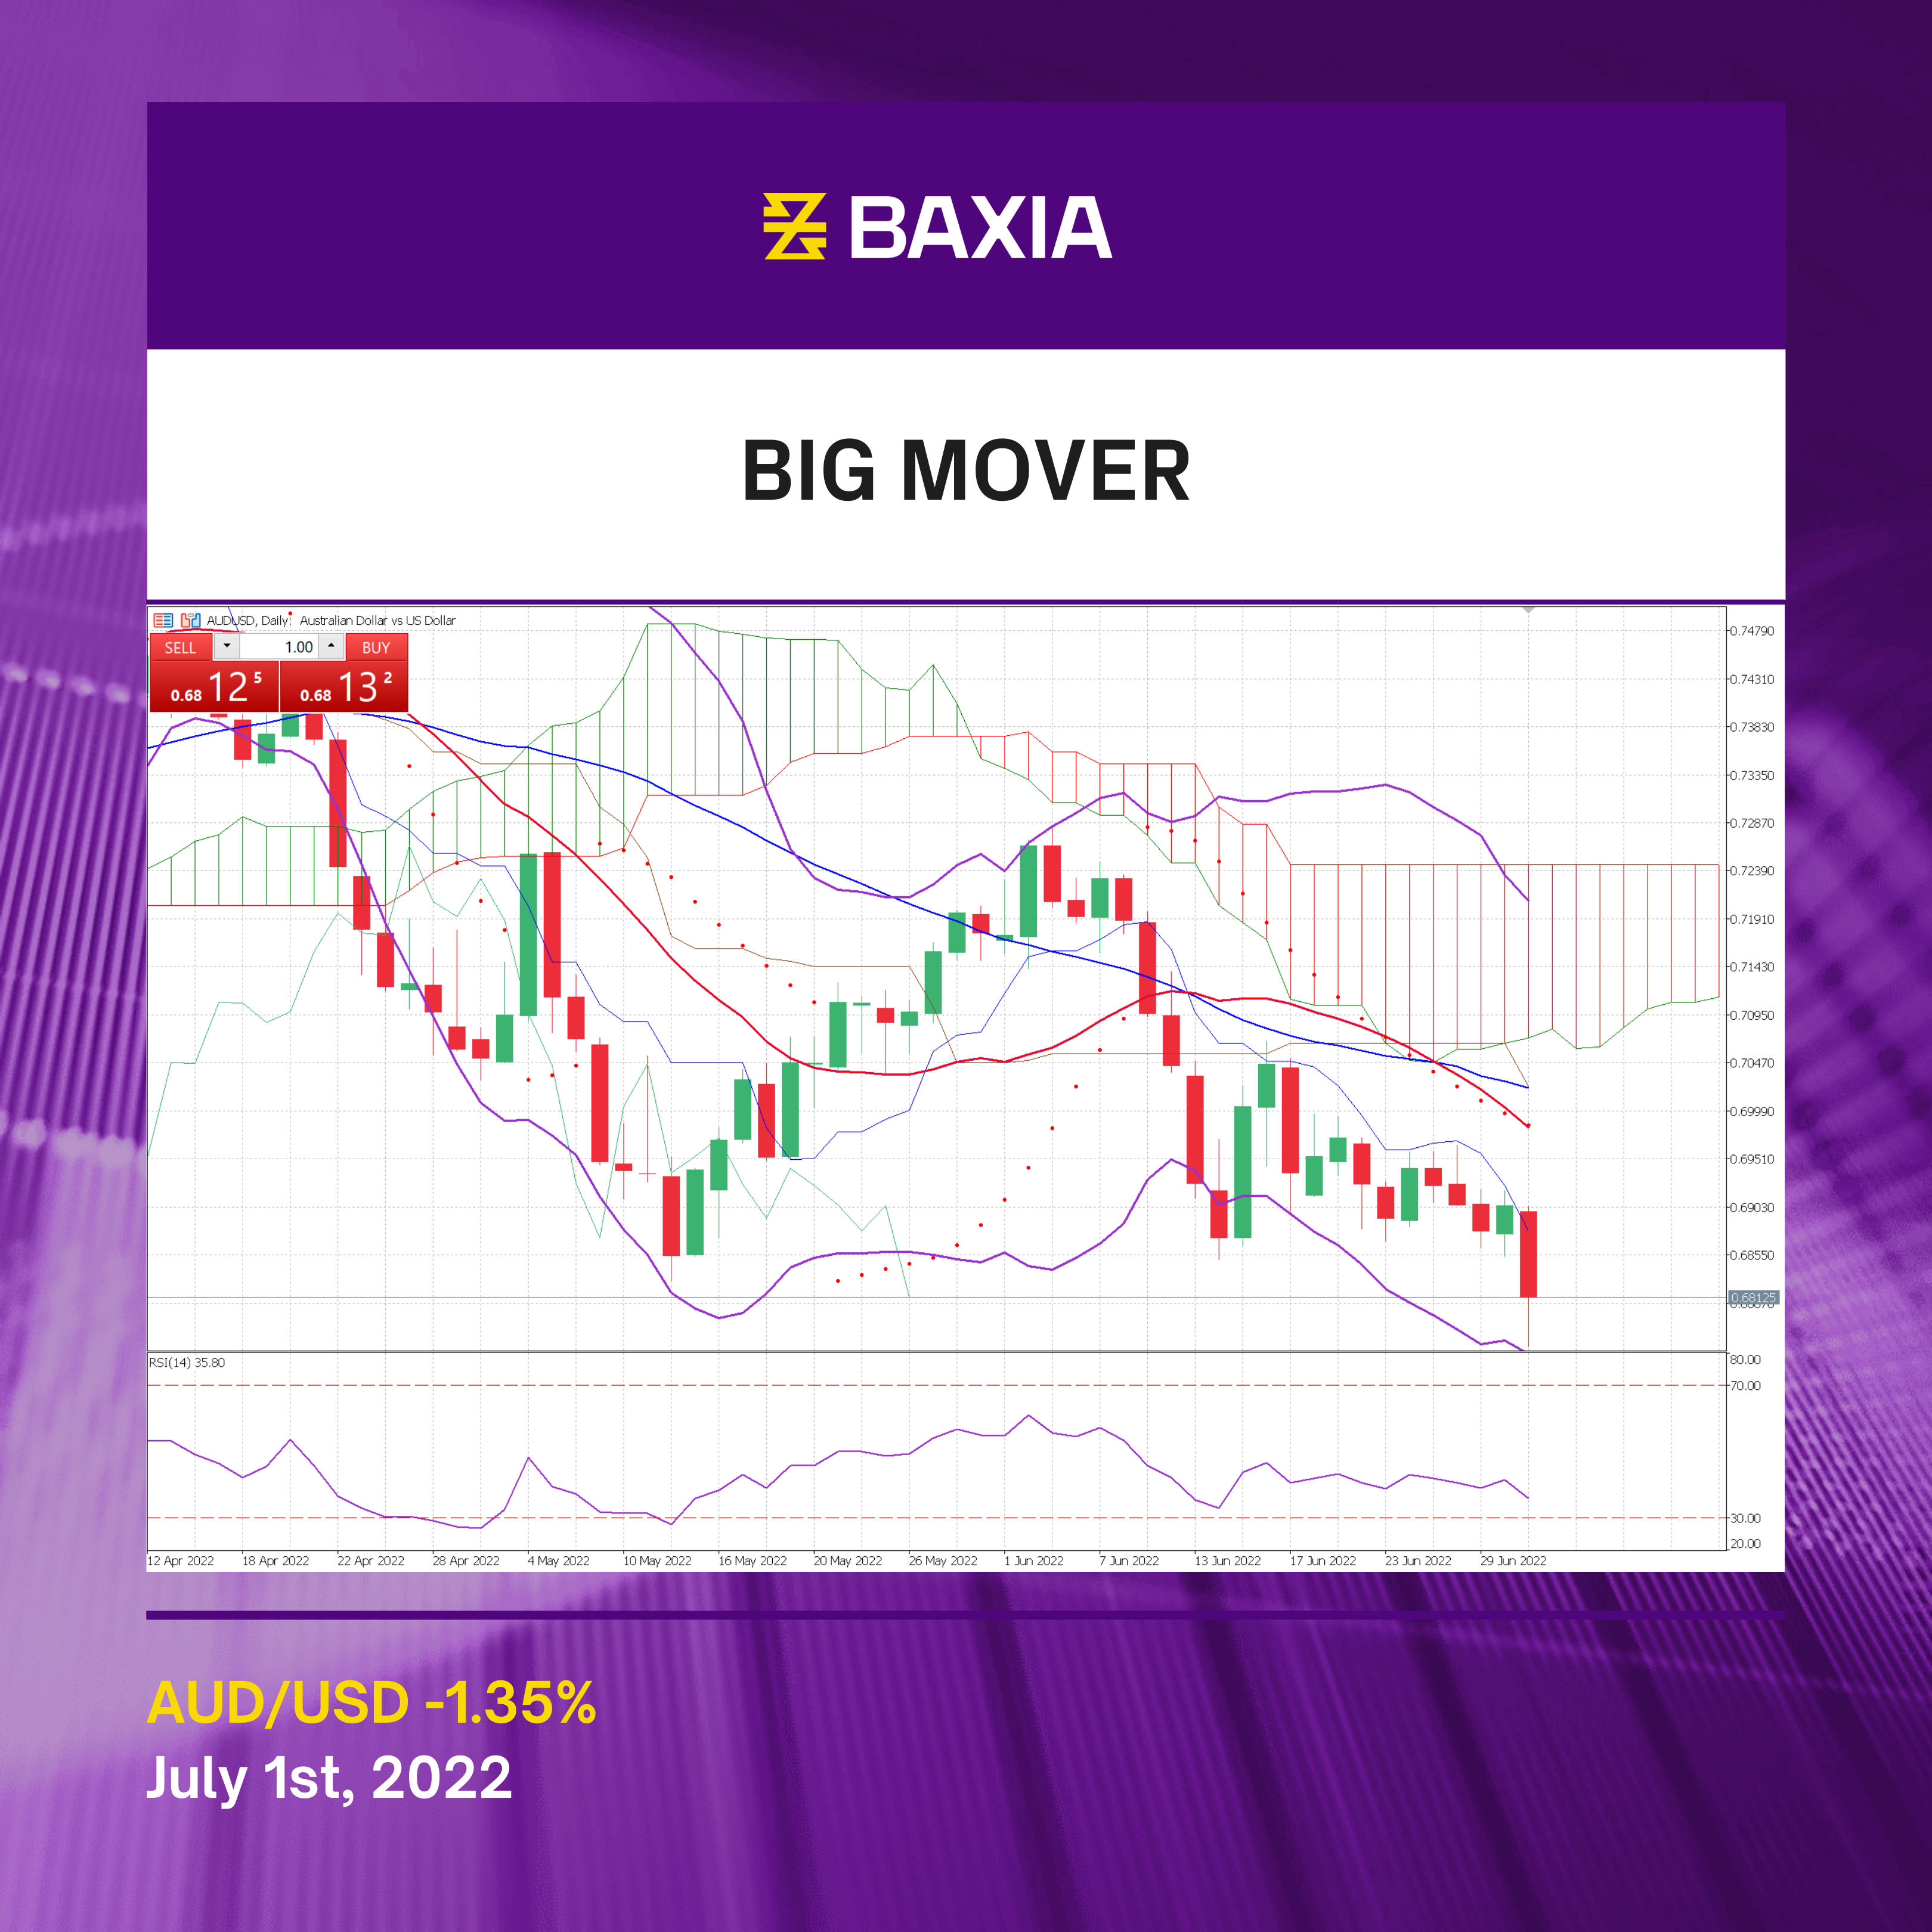 BAXIA
BIG MOVER
AUDUSD, Daily: Australian Dollar vs US Dollar
SELL 1.00 BUY
0.68 12 5 0.68 13 2
0.74790
0.74310
0.73830
0.73350
0.72870
0.72390
0.71910
0.71430
0.70950
0.70470
0.69990
0.69510
0.69030
0.68550
0.68125
RSI(14) 35.80
80.00
70.00
30.00
20.00
12 Apr 2022 18 Apr 2022 22 Apr 2022 28 Apr 2022 4 May 2022 10 May 2022 16 May 2022 20 May 2022 26 May 2022 1 Jun 2022 7 Jun 2022 13 Jun 2022 17 Jun 2022 23 Jun 2022 29 Jun 2022
AUD/USD -1.35%
July 1st, 2022